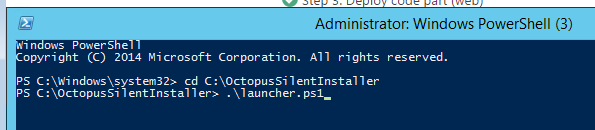 Step 3: Deploy code part (web)
Administrator: Windows PowerShell (3)
Windows PowerShell
Copyright (C) 2014 Microsoft Corporation. All rights reserved.
PS C:\Windows\system32> cd C:\OctopusSilentInstaller
PS C:\OctopusSilentInstaller> .\launcher.ps1